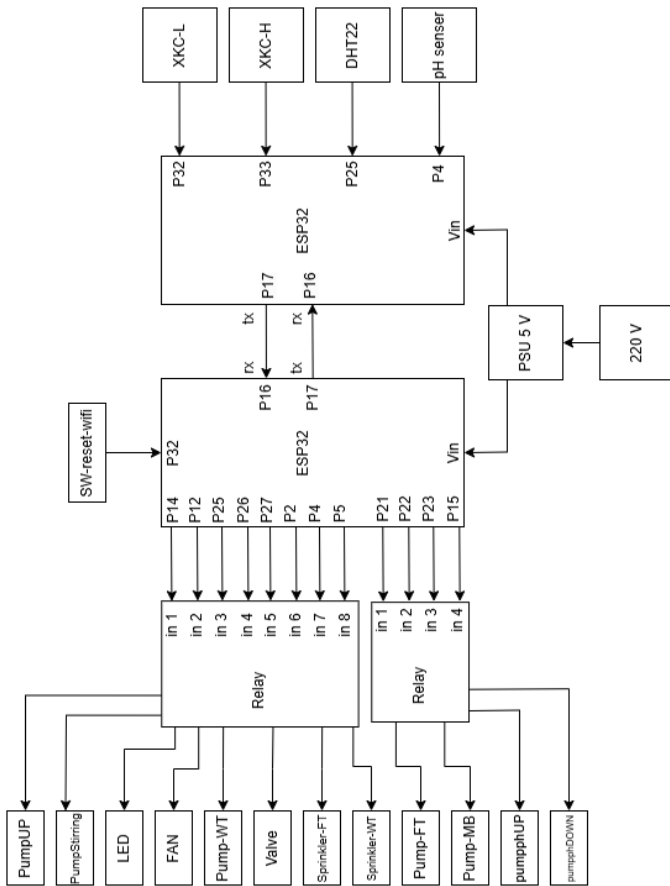 XKC-L
XKC-H
DHT22
pH senser
P32
P33
P25
P4
ESP32
Vin
P17
P16
tx
rx
rx
tx
PSU 5 V
220 V
SW-reset-wifi
P32
P16
P17
ESP32
Vin
P14
P12
P25
P26
P27
P2
P4
P5
P21
P22
P23
P15
in 1
in 2
in 3
in 4
in 5
in 6
in 7
in 8
Relay
in 1
in 2
in 3
in 4
Relay
PumpUP
PumpStirring
LED
FAN
Pump-WT
Valve
Sprinkler-FT
Sprinkler-WT
Pump-FT
Pump-MB
pumpphUP
pumpphDOWN